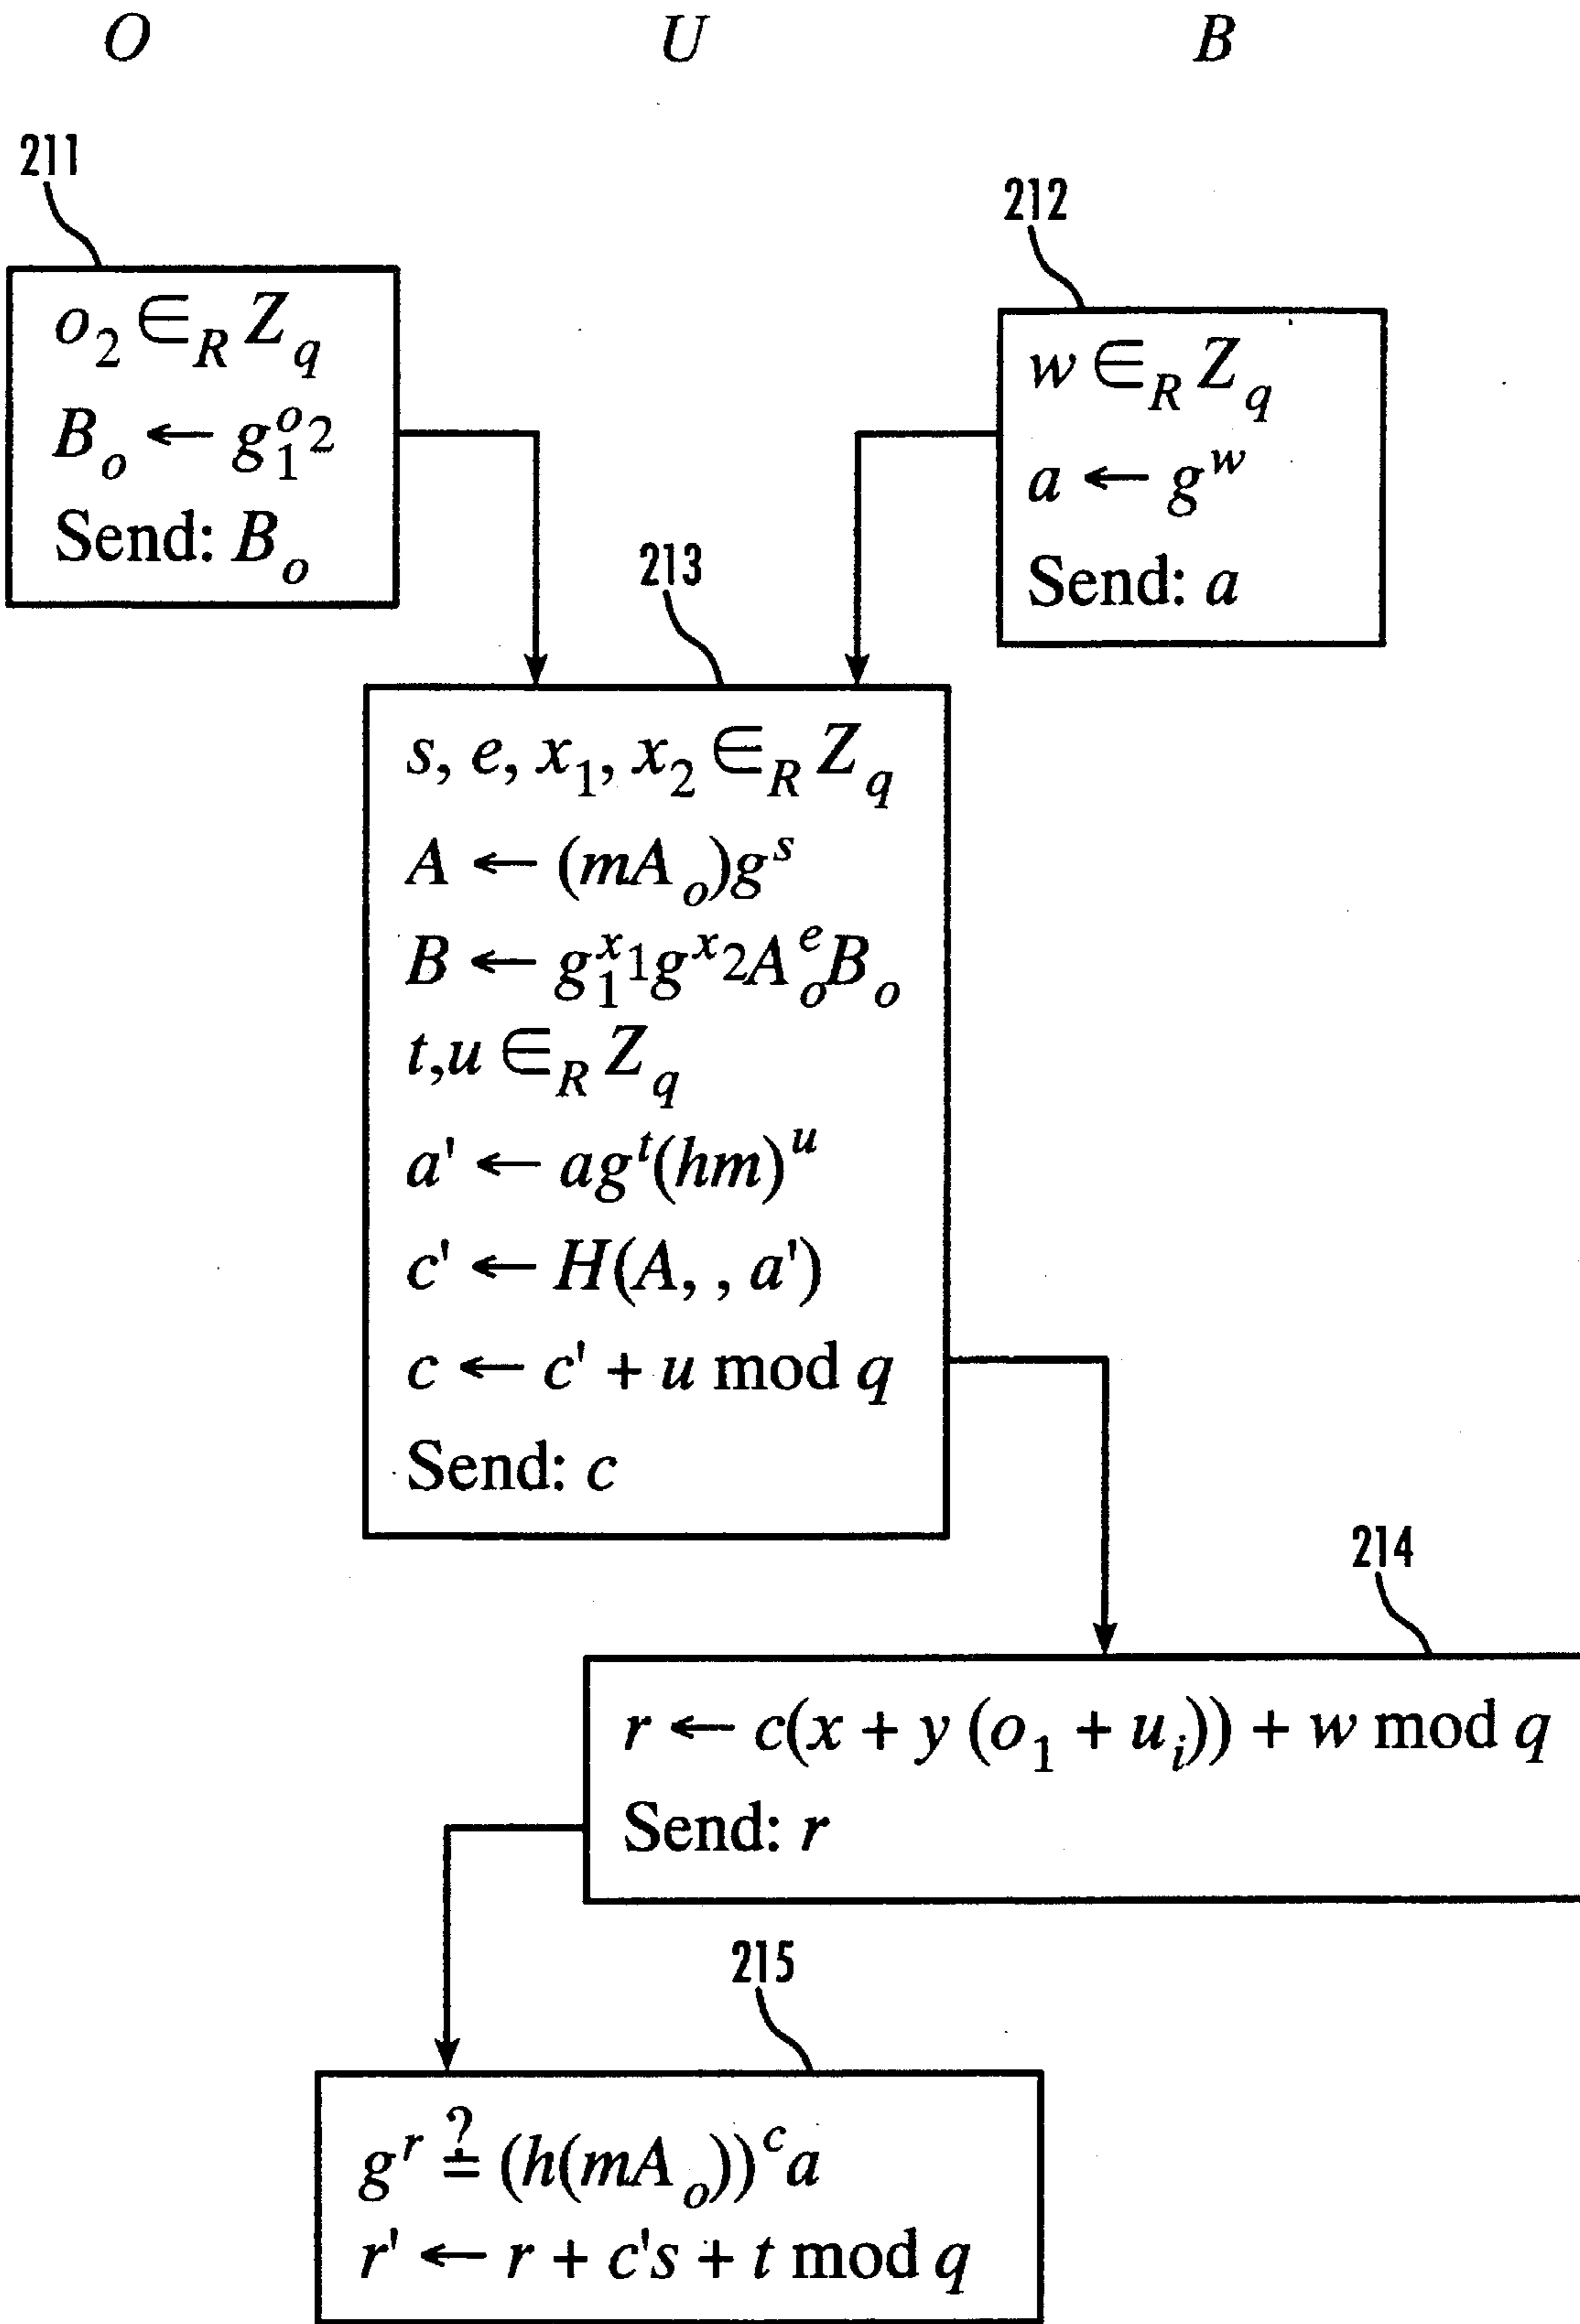 O U B
211
o₂ ∈_R Z_q
B_o ← g₁^o₂
Send: B_o
212
w ∈_R Z_q
a ← g^w
Send: a
213
s, e, x₁, x₂ ∈_R Z_q
A ← (mA_o)g^s
B ← g₁^x₁g^x₂A_o^eB_o
t,u ∈_R Z_q
a' ← ag^t(hm)^u
c' ← H(A, , a')
c ← c' + u mod q
Send: c
214
r ← c(x + y (o₁ + u_i)) + w mod q
Send: r
215
g^r ≟ (h(mA_o))^c a
r' ← r + c's + t mod q